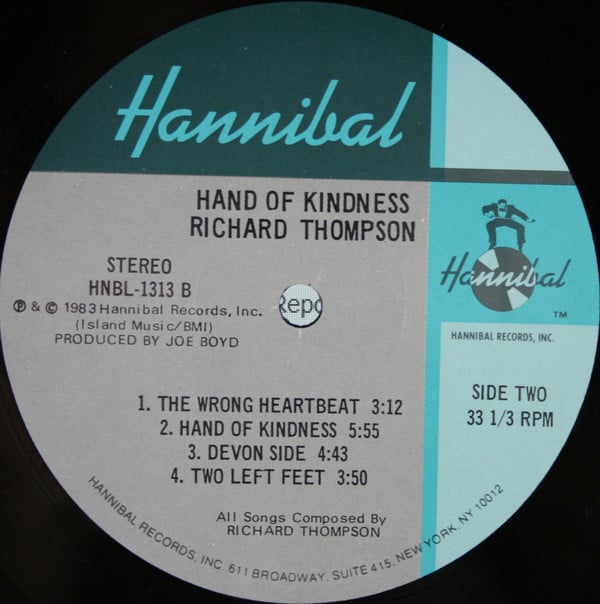 Hannibal
HAND OF KINDNESS
RICHARD THOMPSON
STEREO
HNBL-1313 B
℗ & © 1983 Hannibal Records, Inc.
(Island Music/BMI)
PRODUCED BY JOE BOYD
Repo
Hannibal
TM
HANNIBAL RECORDS, INC.
SIDE TWO
33 1/3 RPM
1. THE WRONG HEARTBEAT 3:12
2. HAND OF KINDNESS 5:55
3. DEVON SIDE 4:43
4. TWO LEFT FEET 3:50
All Songs Composed By
RICHARD THOMPSON
HANNIBAL RECORDS, INC. 611 BROADWAY. SUITE 415. NEW YORK. NY 10012